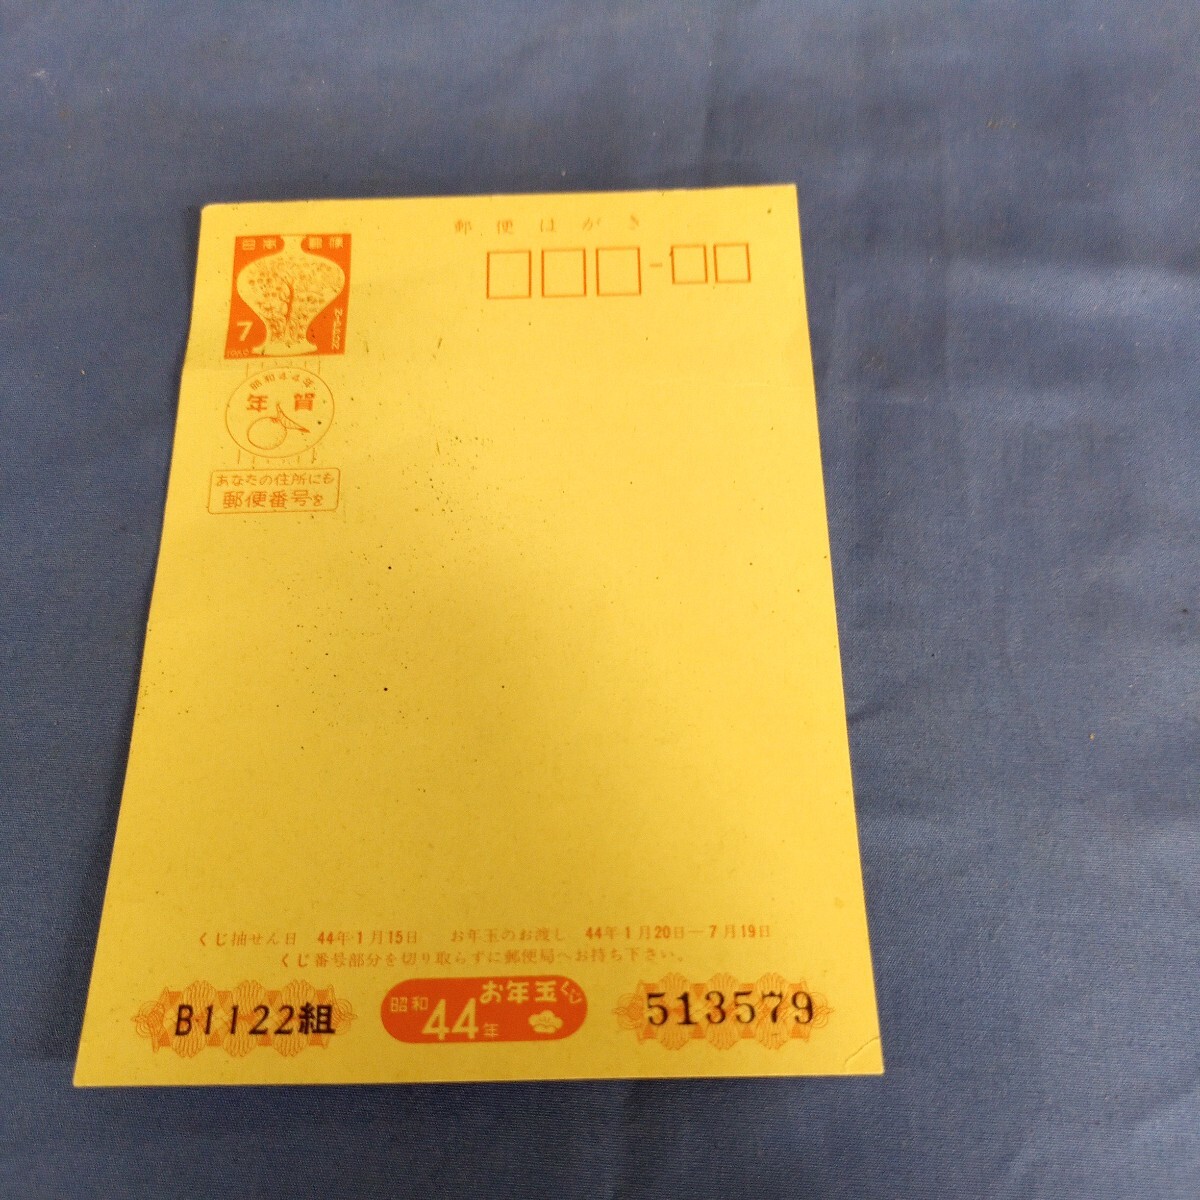 郵便はがき
日本郵便
7
NIPPON
昭和44年
年賀
あなたの住所にも
郵便番号を
くじ抽せん日 44年1月15日 お年玉のお渡し 44年1月20日—7月19日
くじ番号部分を切り取らずに郵便局へお持ち下さい。
B1122組
昭和44年お年玉くじ
513579